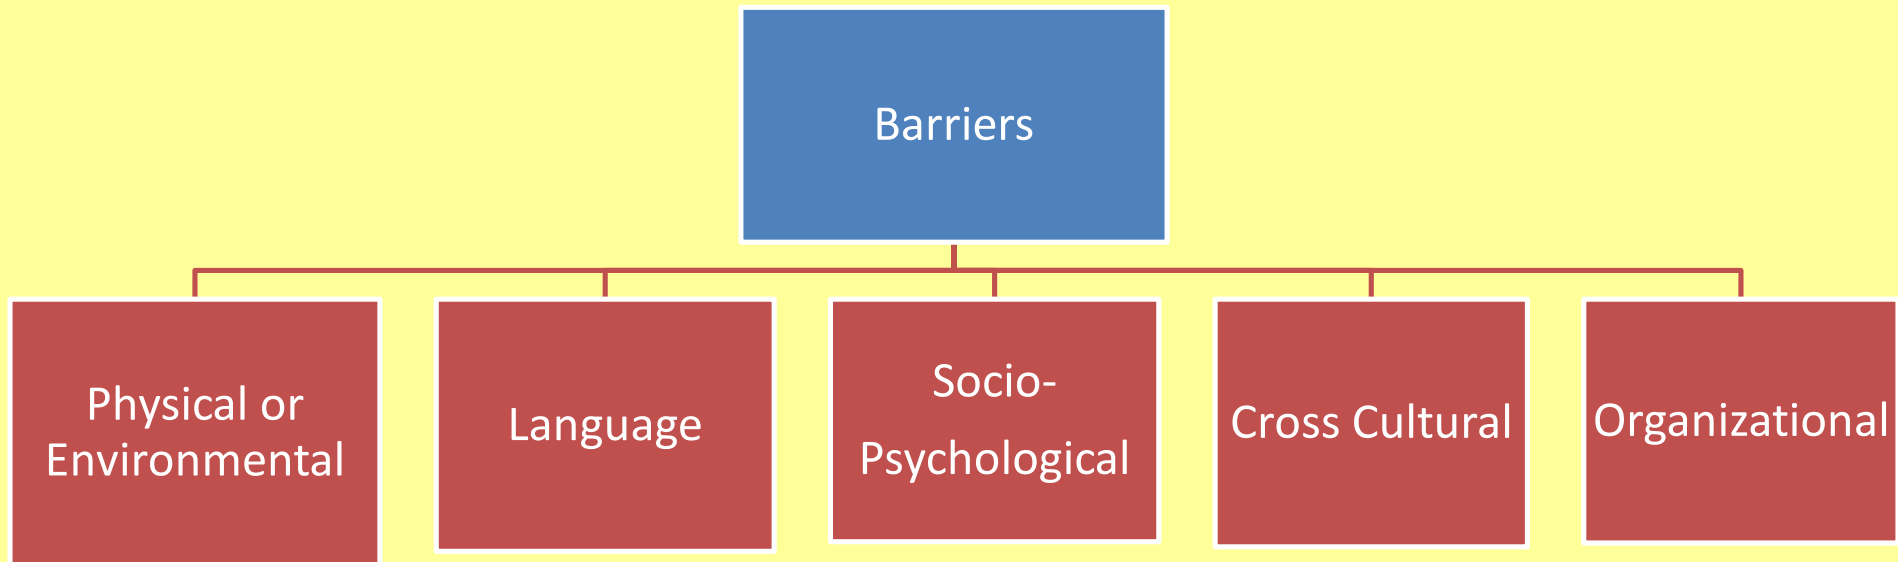 Barriers
Physical or
Environmental
Language
Socio-
Psychological
Cross Cultural
Organizational